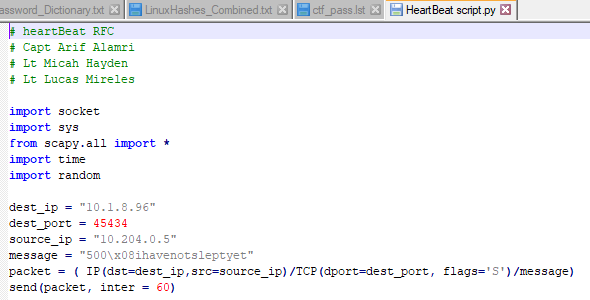 assword_Dictionary.txt LinuxHashes_Combined.txt ctf_pass.lst HeartBeat script.py
# heartBeat RFC
# Capt Arif Alamri
# Lt Micah Hayden
# Lt Lucas Mireles
import socket
import sys
from scapy.all import *
import time
import random
dest_ip = "10.1.8.96"
dest_port = 45434
source_ip = "10.204.0.5"
message = "500\x08ihavenotsleptyet"
packet = ( IP(dst=dest_ip,src=source_ip)/TCP(dport=dest_port, flags='S')/message)
send(packet, inter = 60)